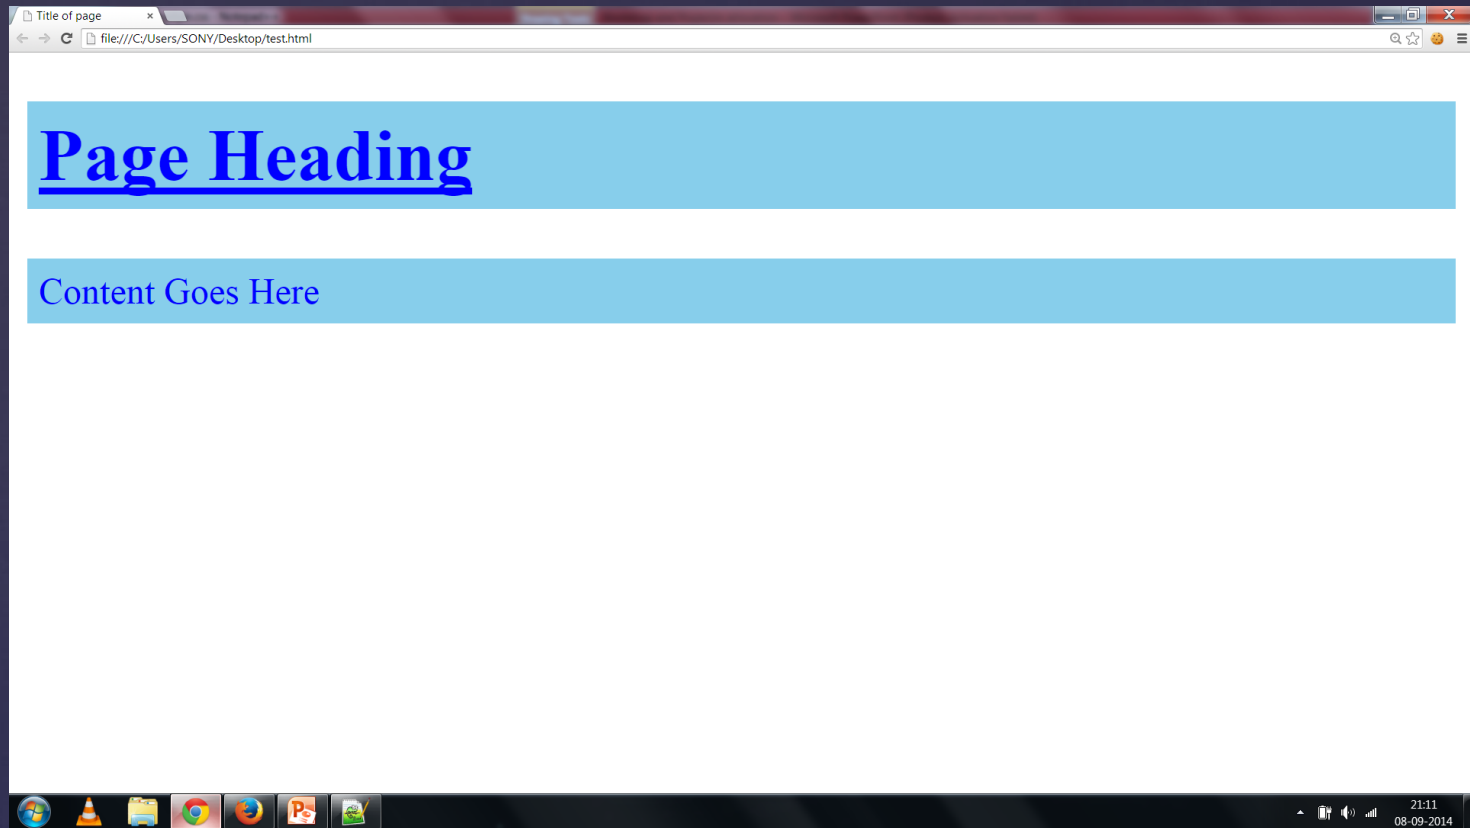 Title of page
file:///C:/Users/SONY/Desktop/test.html
Page Heading
Content Goes Here
21:11
08-09-2014